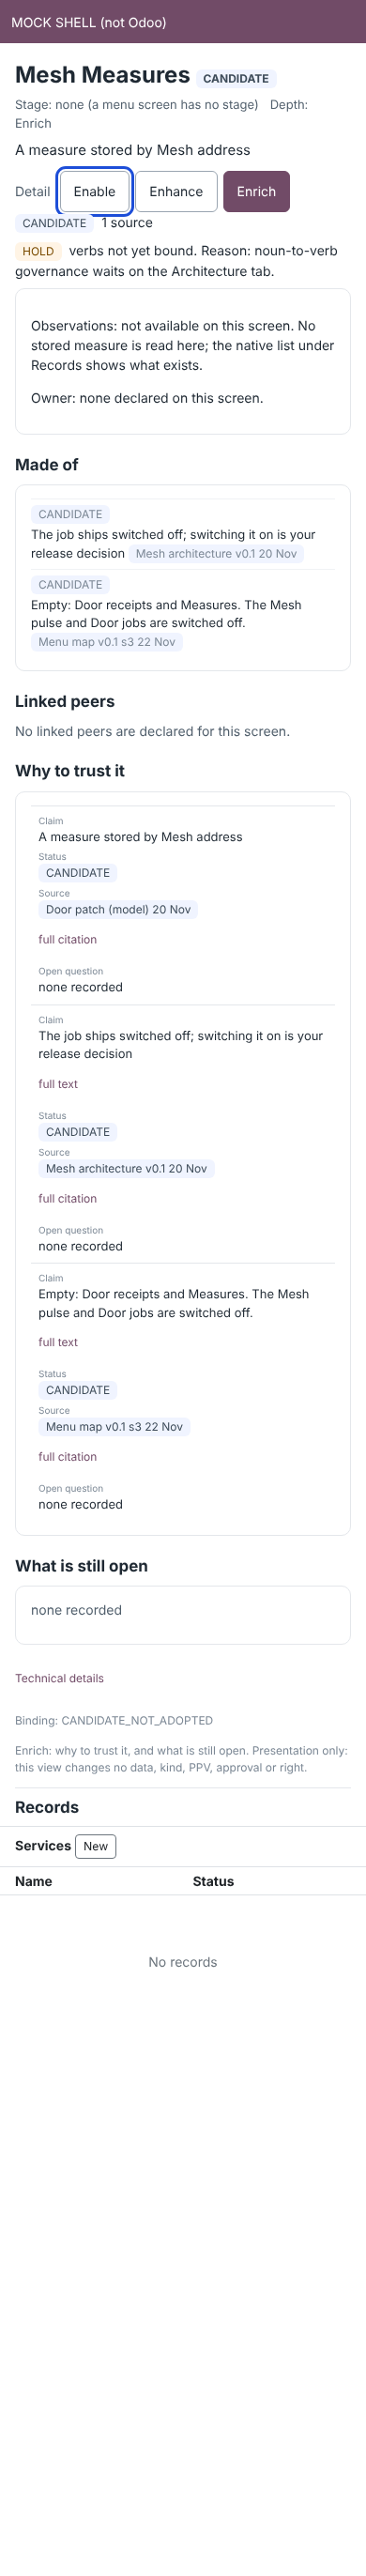 MOCK SHELL (not Odoo)
Mesh Measures CANDIDATE
Stage: none (a menu screen has no stage) Depth:
Enrich
A measure stored by Mesh address
Detail Enable Enhance Enrich
CANDIDATE 1 source
HOLD verbs not yet bound. Reason: noun-to-verb
governance waits on the Architecture tab.
Observations: not available on this screen. No
stored measure is read here; the native list under
Records shows what exists.
Owner: none declared on this screen.
Made of
CANDIDATE
The job ships switched off; switching it on is your
release decision Mesh architecture v0.1 20 Nov
CANDIDATE
Empty: Door receipts and Measures. The Mesh
pulse and Door jobs are switched off.
Menu map v0.1 s3 22 Nov
Linked peers
No linked peers are declared for this screen.
Why to trust it
Claim
A measure stored by Mesh address
Status
CANDIDATE
Source
Door patch (model) 20 Nov
full citation
Open question
none recorded
Claim
The job ships switched off; switching it on is your
release decision
full text
Status
CANDIDATE
Source
Mesh architecture v0.1 20 Nov
full citation
Open question
none recorded
Claim
Empty: Door receipts and Measures. The Mesh
pulse and Door jobs are switched off.
full text
Status
CANDIDATE
Source
Menu map v0.1 s3 22 Nov
full citation
Open question
none recorded
What is still open
none recorded
Technical details
Binding: CANDIDATE_NOT_ADOPTED
Enrich: why to trust it, and what is still open. Presentation only:
this view changes no data, kind, PPV, approval or right.
Records
Services New
Name Status
No records